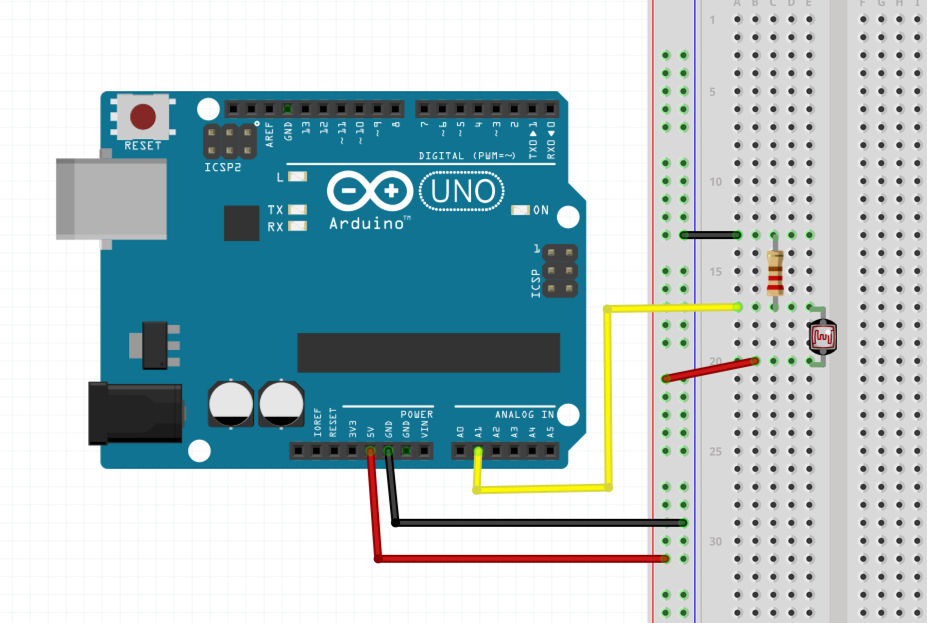 A B C D E F G H I
1
5
10
15
20
25
30
RESET
ICSP2
AREF
GND
13
12
~11
~10
~9
8
7
~6
~5
4
~3
2
TX0▶1
RX0◀0
DIGITAL (PWM=~)
L
TX
RX
UNO
Arduino™
ON
1
ICSP
POWER
ANALOG IN
IOREF
RESET
3V3
5V
GND
GND
VIN
A0
A1
A2
A3
A4
A5